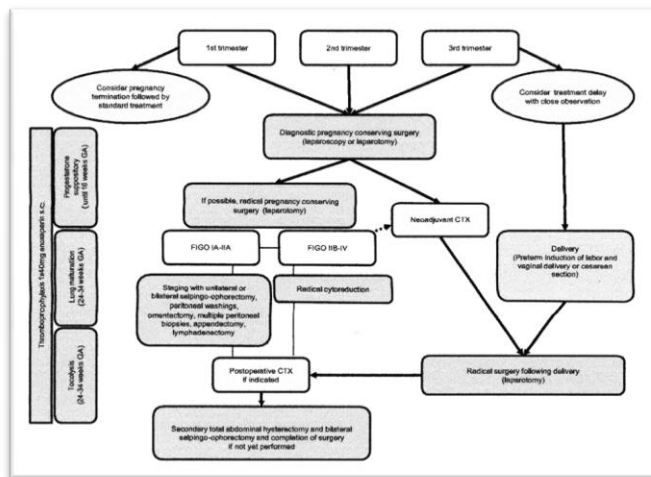 1st trimester
2nd trimester
3rd trimester
Consider pregnancy
termination followed by
standard treatment
Consider treatment delay
with close observation
Diagnostic pregnancy conserving surgery
(laparoscopy or laparotomy)
If possible, radical pregnancy conserving
surgery (laparotomy)
Neoadjuvant CTX
FIGO IA-IIA
FIGO IIB-IV
Delivery
(Preterm induction of labor and
vaginal delivery or cesarean
section)
Staging with unilateral or
bilateral salpingo-ophorectomy,
peritoneal washings,
omentectomy, multiple peritoneal
biopsies, appendectomy,
lymphadenectomy
Radical cytoreduction
Postoperative CTX
if indicated
Radical surgery following delivery
(laparotomy)
Secondary total abdominal hysterectomy and bilateral
salpingo-ophorectomy and completion of surgery
if not yet performed
Thromboprophylaxis 1x40mg enoxaparin s.c.
Progesterone
suppository
(until 16 weeks GA)
Lung maturation
(24-34 weeks GA)
Tocolysis
(24-34 weeks GA)